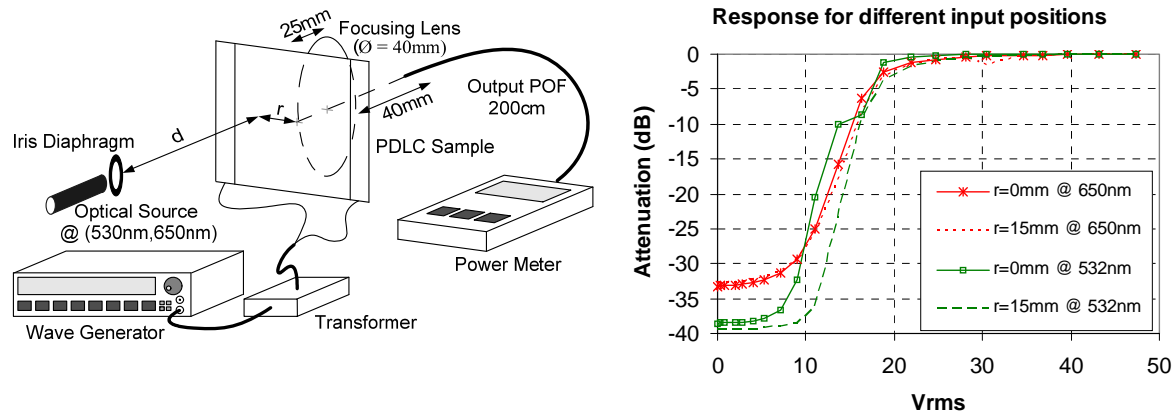 25mm
Focusing Lens
(Ø = 40mm)
Output POF
200cm
40mm
r
d
Iris Diaphragm
PDLC Sample
Optical Source
@ (530nm,650nm)
Power Meter
Wave Generator
Transformer
Response for different input positions
Attenuation (dB)
0
-5
-10
-15
-20
-25
-30
-35
-40
0 10 20 30 40 50
Vrms
r=0mm @ 650nm
r=15mm @ 650nm
r=0mm @ 532nm
r=15mm @ 532nm